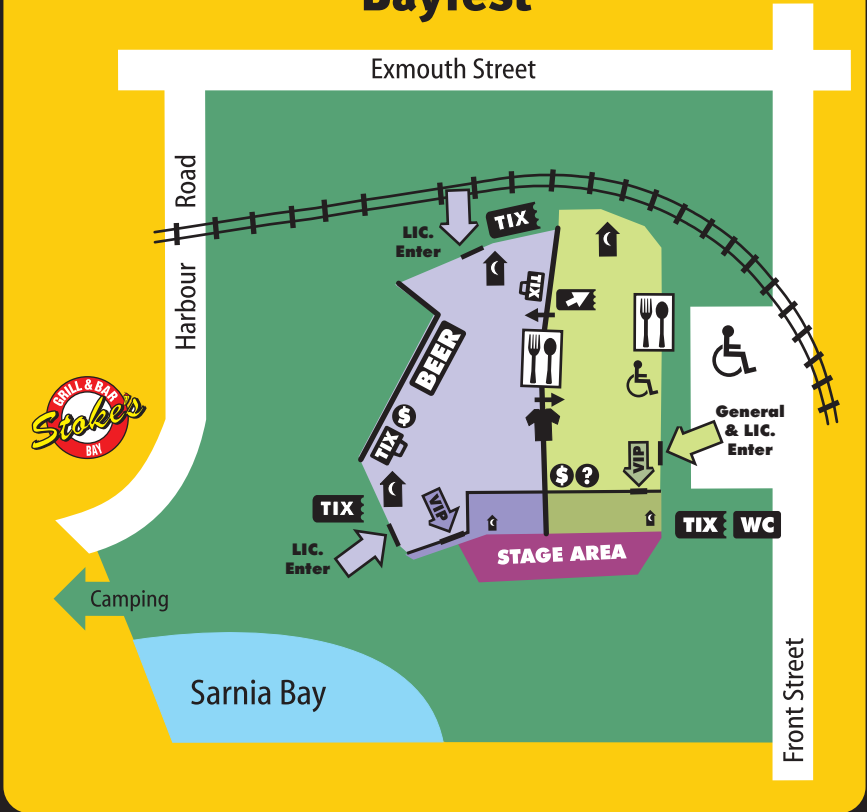 Bayfest
Exmouth Street
Harbour Road
LIC.
Enter
TIX
TIX
BEER
$
TIX
GRILL & BAR
Stoke's
BAY
General
& LIC.
Enter
VIP
$ ?
VIP
TIX
LIC.
Enter
STAGE AREA
TIX
WC
Camping
Sarnia Bay
Front Street